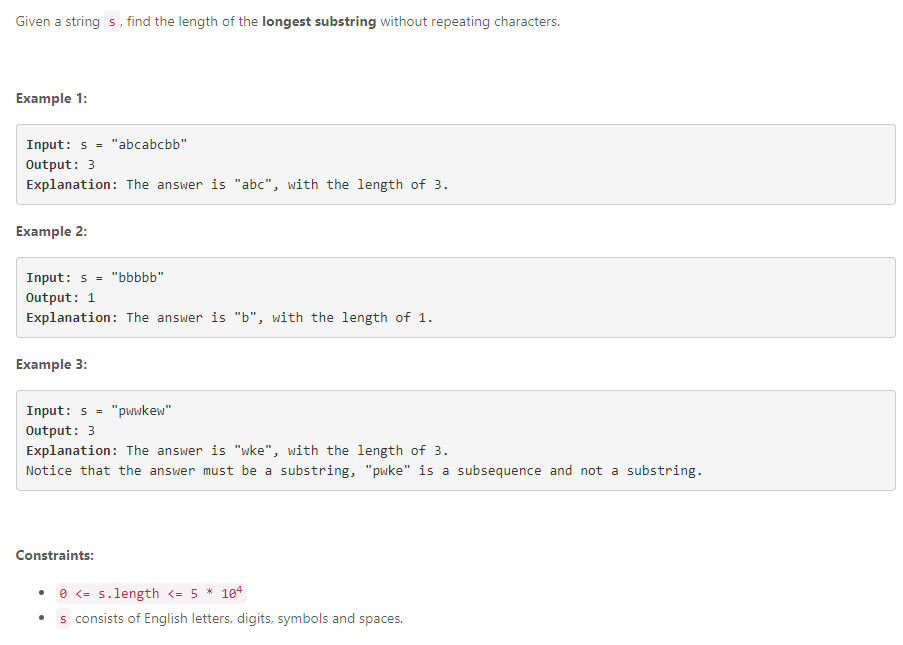 Given a string s, find the length of the longest substring without repeating characters.
Example 1:
Input: s = "abcabcbb"
Output: 3
Explanation: The answer is "abc", with the length of 3.
Example 2:
Input: s = "bbbbb"
Output: 1
Explanation: The answer is "b", with the length of 1.
Example 3:
Input: s = "pwwkew"
Output: 3
Explanation: The answer is "wke", with the length of 3.
Notice that the answer must be a substring, "pwke" is a subsequence and not a substring.
Constraints:
• 0 <= s.length <= 5 * 10⁴
• s consists of English letters, digits, symbols and spaces.